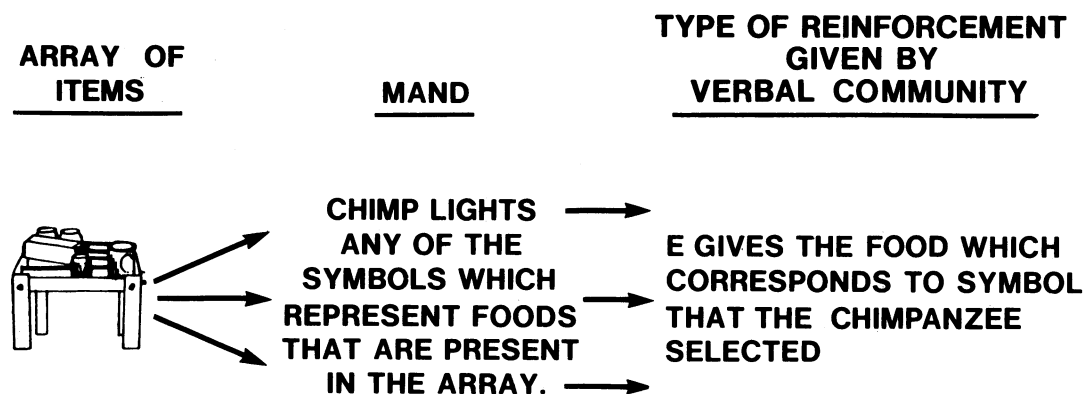 ARRAY OF
ITEMS
MAND
TYPE OF REINFORCEMENT
GIVEN BY
VERBAL COMMUNITY
CHIMP LIGHTS
ANY OF THE
SYMBOLS WHICH
REPRESENT FOODS
THAT ARE PRESENT
IN THE ARRAY.
E GIVES THE FOOD WHICH
CORRESPONDS TO SYMBOL
THAT THE CHIMPANZEE
SELECTED